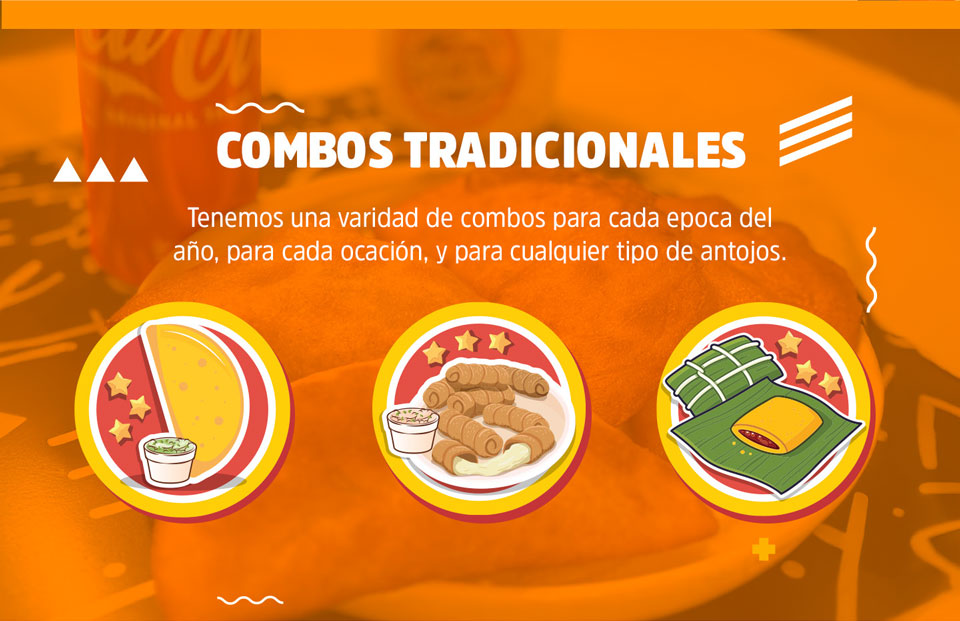 COMBOS TRADICIONALES
Tenemos una varidad de combos para cada epoca del
año, para cada ocación, y para cualquier tipo de antojos.